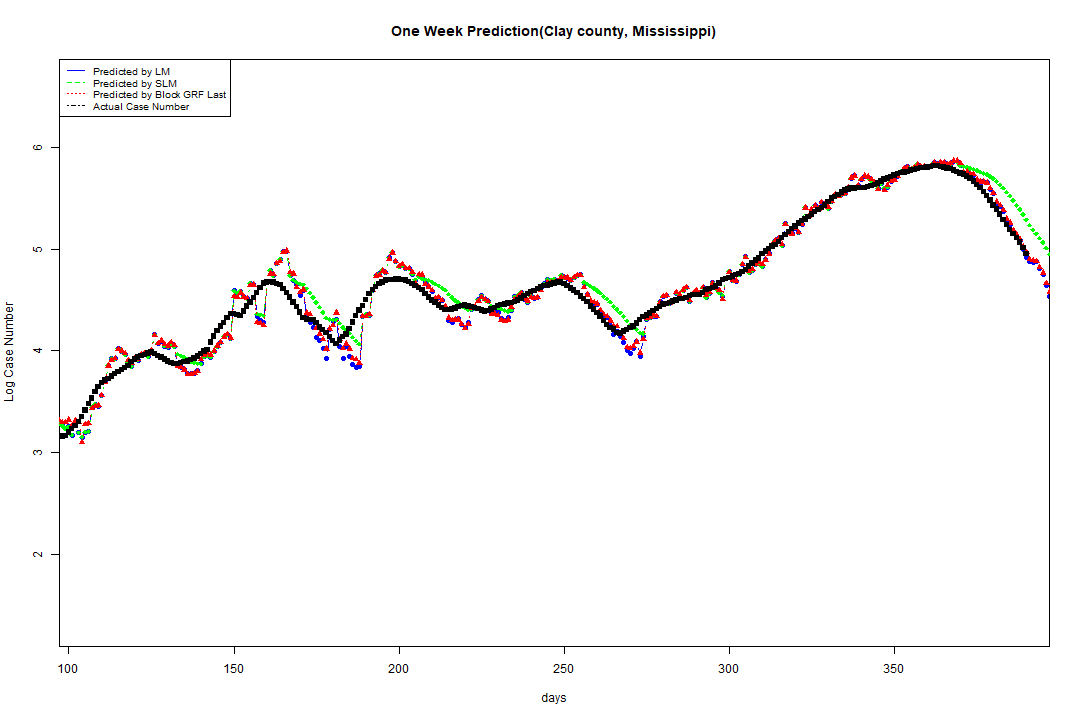 One Week Prediction(Clay county, Mississippi)
Predicted by LM
Predicted by SLM
Predicted by Block GRF Last
Actual Case Number
6
5
4
3
2
Log Case Number
100 150 200 250 300 350
days